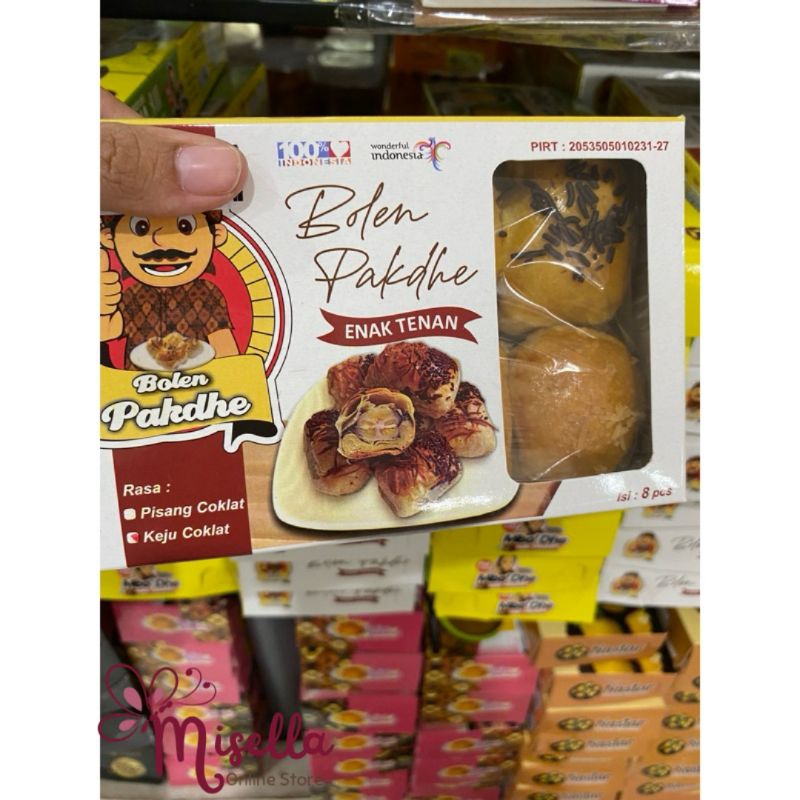 100%
INDONESIA
wonderful
indonesia
PIRT : 2053505010231-27
Bolen
Pakdhe
ENAK TENAN
Bolen
Pakdhe
Rasa :
Pisang Coklat
Keju Coklat
Isi : 8 pcs
Misella
Online Store